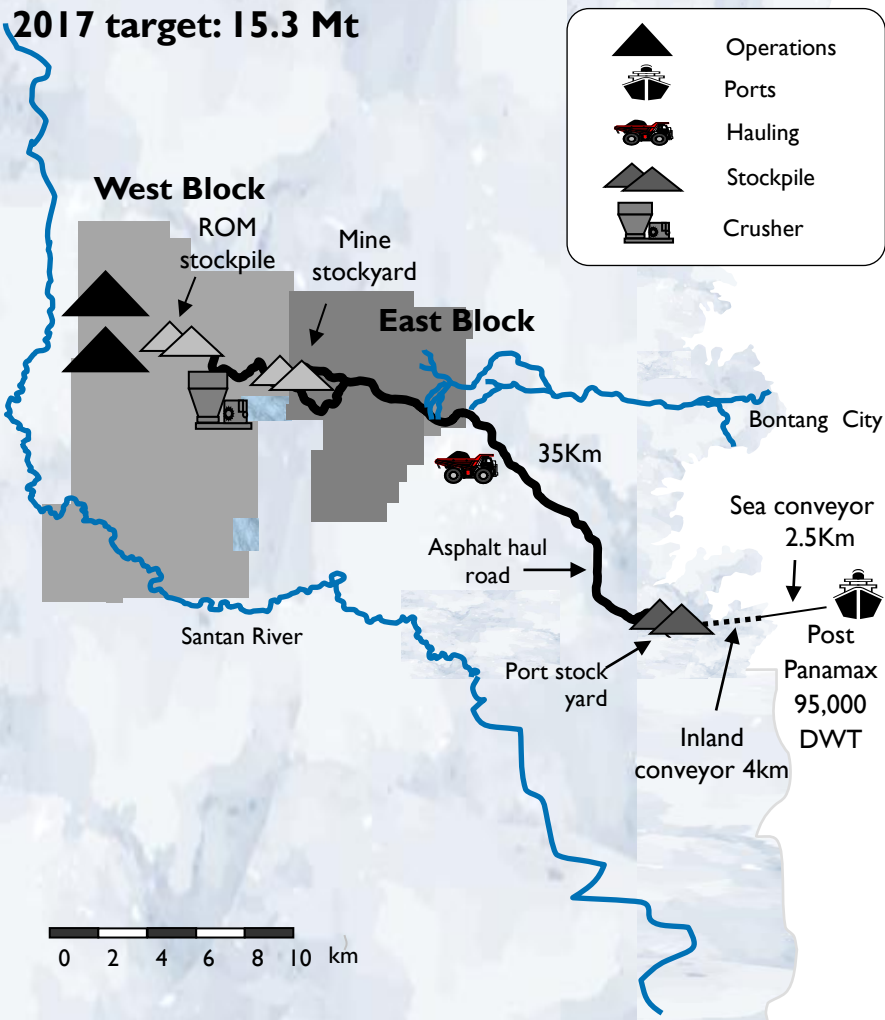 2017 target: 15.3 Mt
Operations
Ports
Hauling
Stockpile
Crusher
West Block
ROM
stockpile
Mine
stockyard
East Block
Bontang City
35Km
Sea conveyor
2.5Km
Asphalt haul
road
Santan River
Port stock
yard
Post
Panamax
95,000
DWT
Inland
conveyor 4km
0 2 4 6 8 10 km